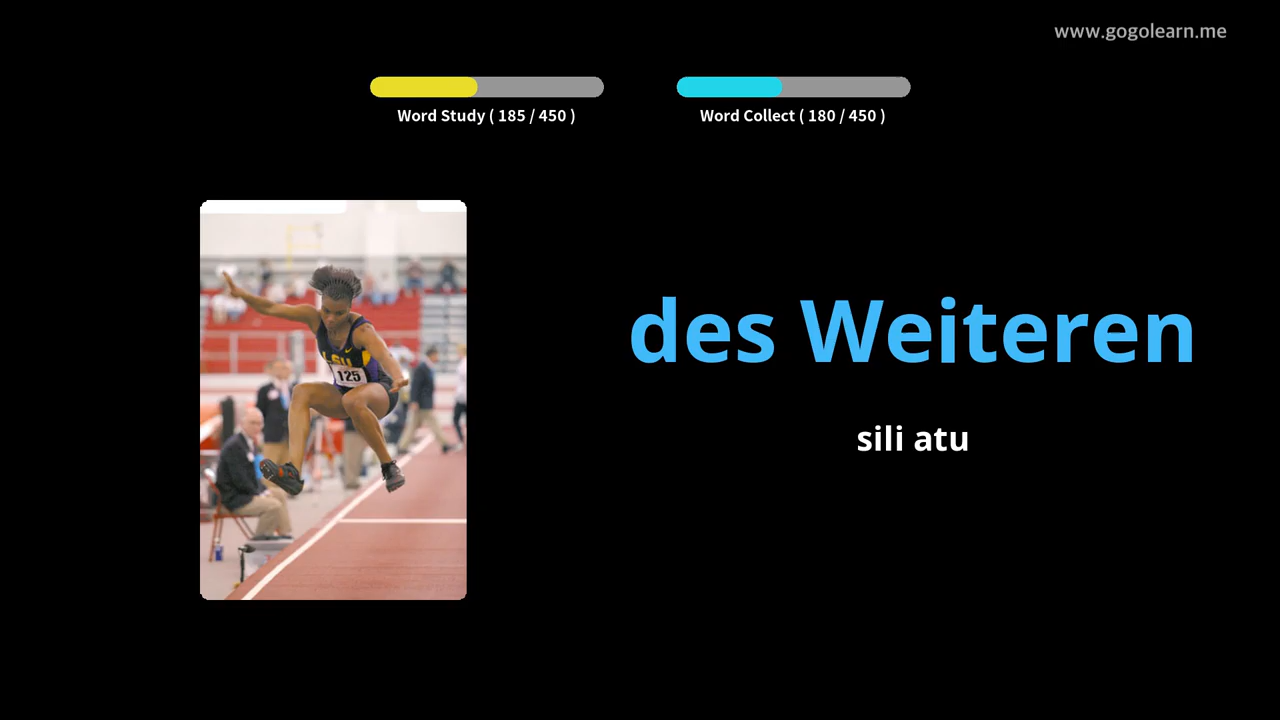 www.gogolearn.me
Word Study ( 185 / 450 )
Word Collect ( 180 / 450 )
LSU
125
des Weiteren
sili atu